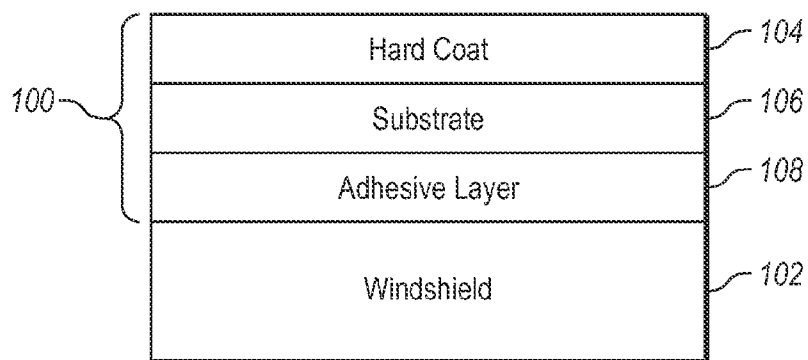 Hard Coat
104
100
Substrate
106
Adhesive Layer
108
Windshield
102